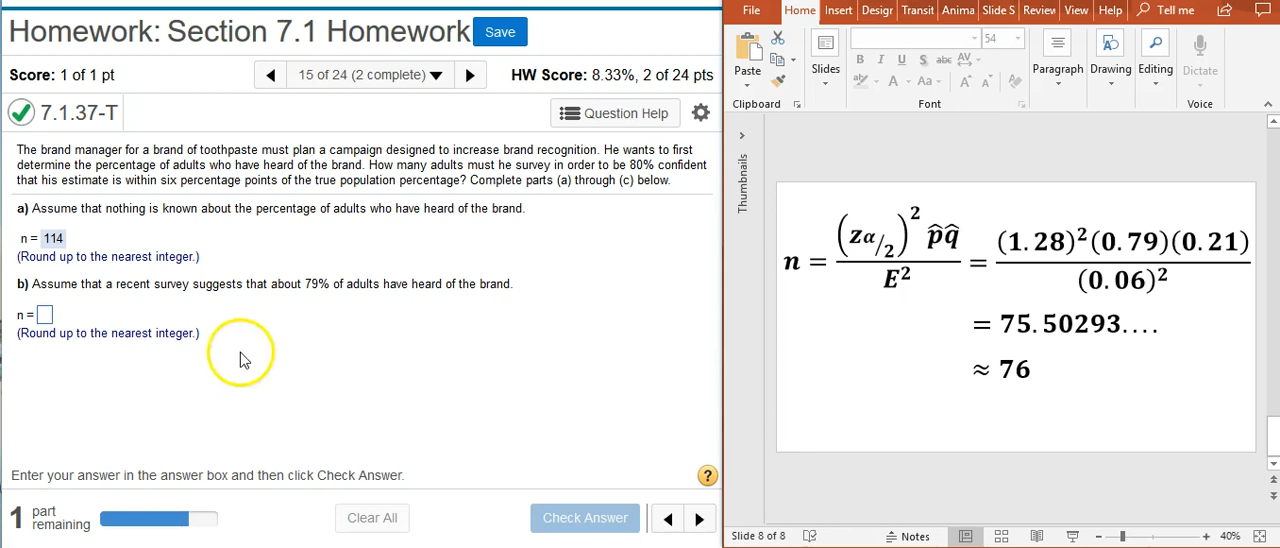 Homework: Section 7.1 Homework Save
Score: 1 of 1 pt 15 of 24 (2 complete) HW Score: 8.33%, 2 of 24 pts
7.1.37-T Question Help
The brand manager for a brand of toothpaste must plan a campaign designed to increase brand recognition. He wants to first
determine the percentage of adults who have heard of the brand. How many adults must he survey in order to be 80% confident
that his estimate is within six percentage points of the true population percentage? Complete parts (a) through (c) below.
a) Assume that nothing is known about the percentage of adults who have heard of the brand.
n = 114
(Round up to the nearest integer.)
b) Assume that a recent survey suggests that about 79% of adults have heard of the brand.
n =
(Round up to the nearest integer.)
Enter your answer in the answer box and then click Check Answer.
?
1 part
remaining
Clear All Check Answer
File Home Insert Desigr Transit Anima Slide S Review View Help Tell me
54
B I U S abc AV
Paste Slides Paragraph Drawing Editing Dictate
A Aa A A
Clipboard Font Voice
Thumbnails
n = (zα/2)² p̂q̂ / E² = (1.28)²(0.79)(0.21) / (0.06)²
= 75.50293....
≈ 76
Slide 8 of 8 Notes 40%